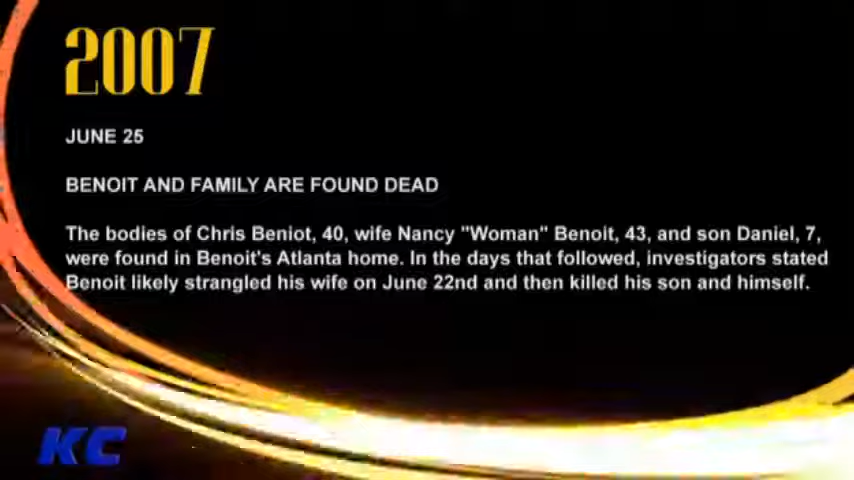 2007
JUNE 25
BENOIT AND FAMILY ARE FOUND DEAD
The bodies of Chris Beniot, 40, wife Nancy "Woman" Benoit, 43, and son Daniel, 7,
were found in Benoit's Atlanta home. In the days that followed, investigators stated
Benoit likely strangled his wife on June 22nd and then killed his son and himself.
KC